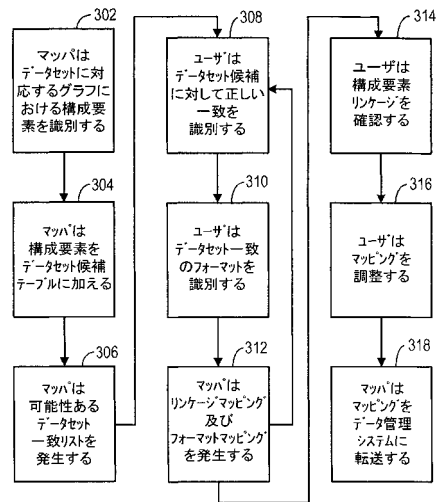 302
マッパは
データセットに対
応するグラフに
おける構成要
素を識別する
304
マッパは
構成要素を
データセット候補
テーブルに加える
306
マッパは
可能性ある
データセット
一致リストを
発生する
308
ユーザは
データセット候補
に対して正しい
一致を
識別する
310
ユーザは
データセット一致
のフォーマットを
識別する
312
マッパは
リンケージマッピング
及び
フォーマットマッピング
を発生する
314
ユーザは
構成要素
リンケージを
確認する
316
ユーザは
マッピングを
調整する
318
マッパは
マッピングを
データ管理
システムに
転送する